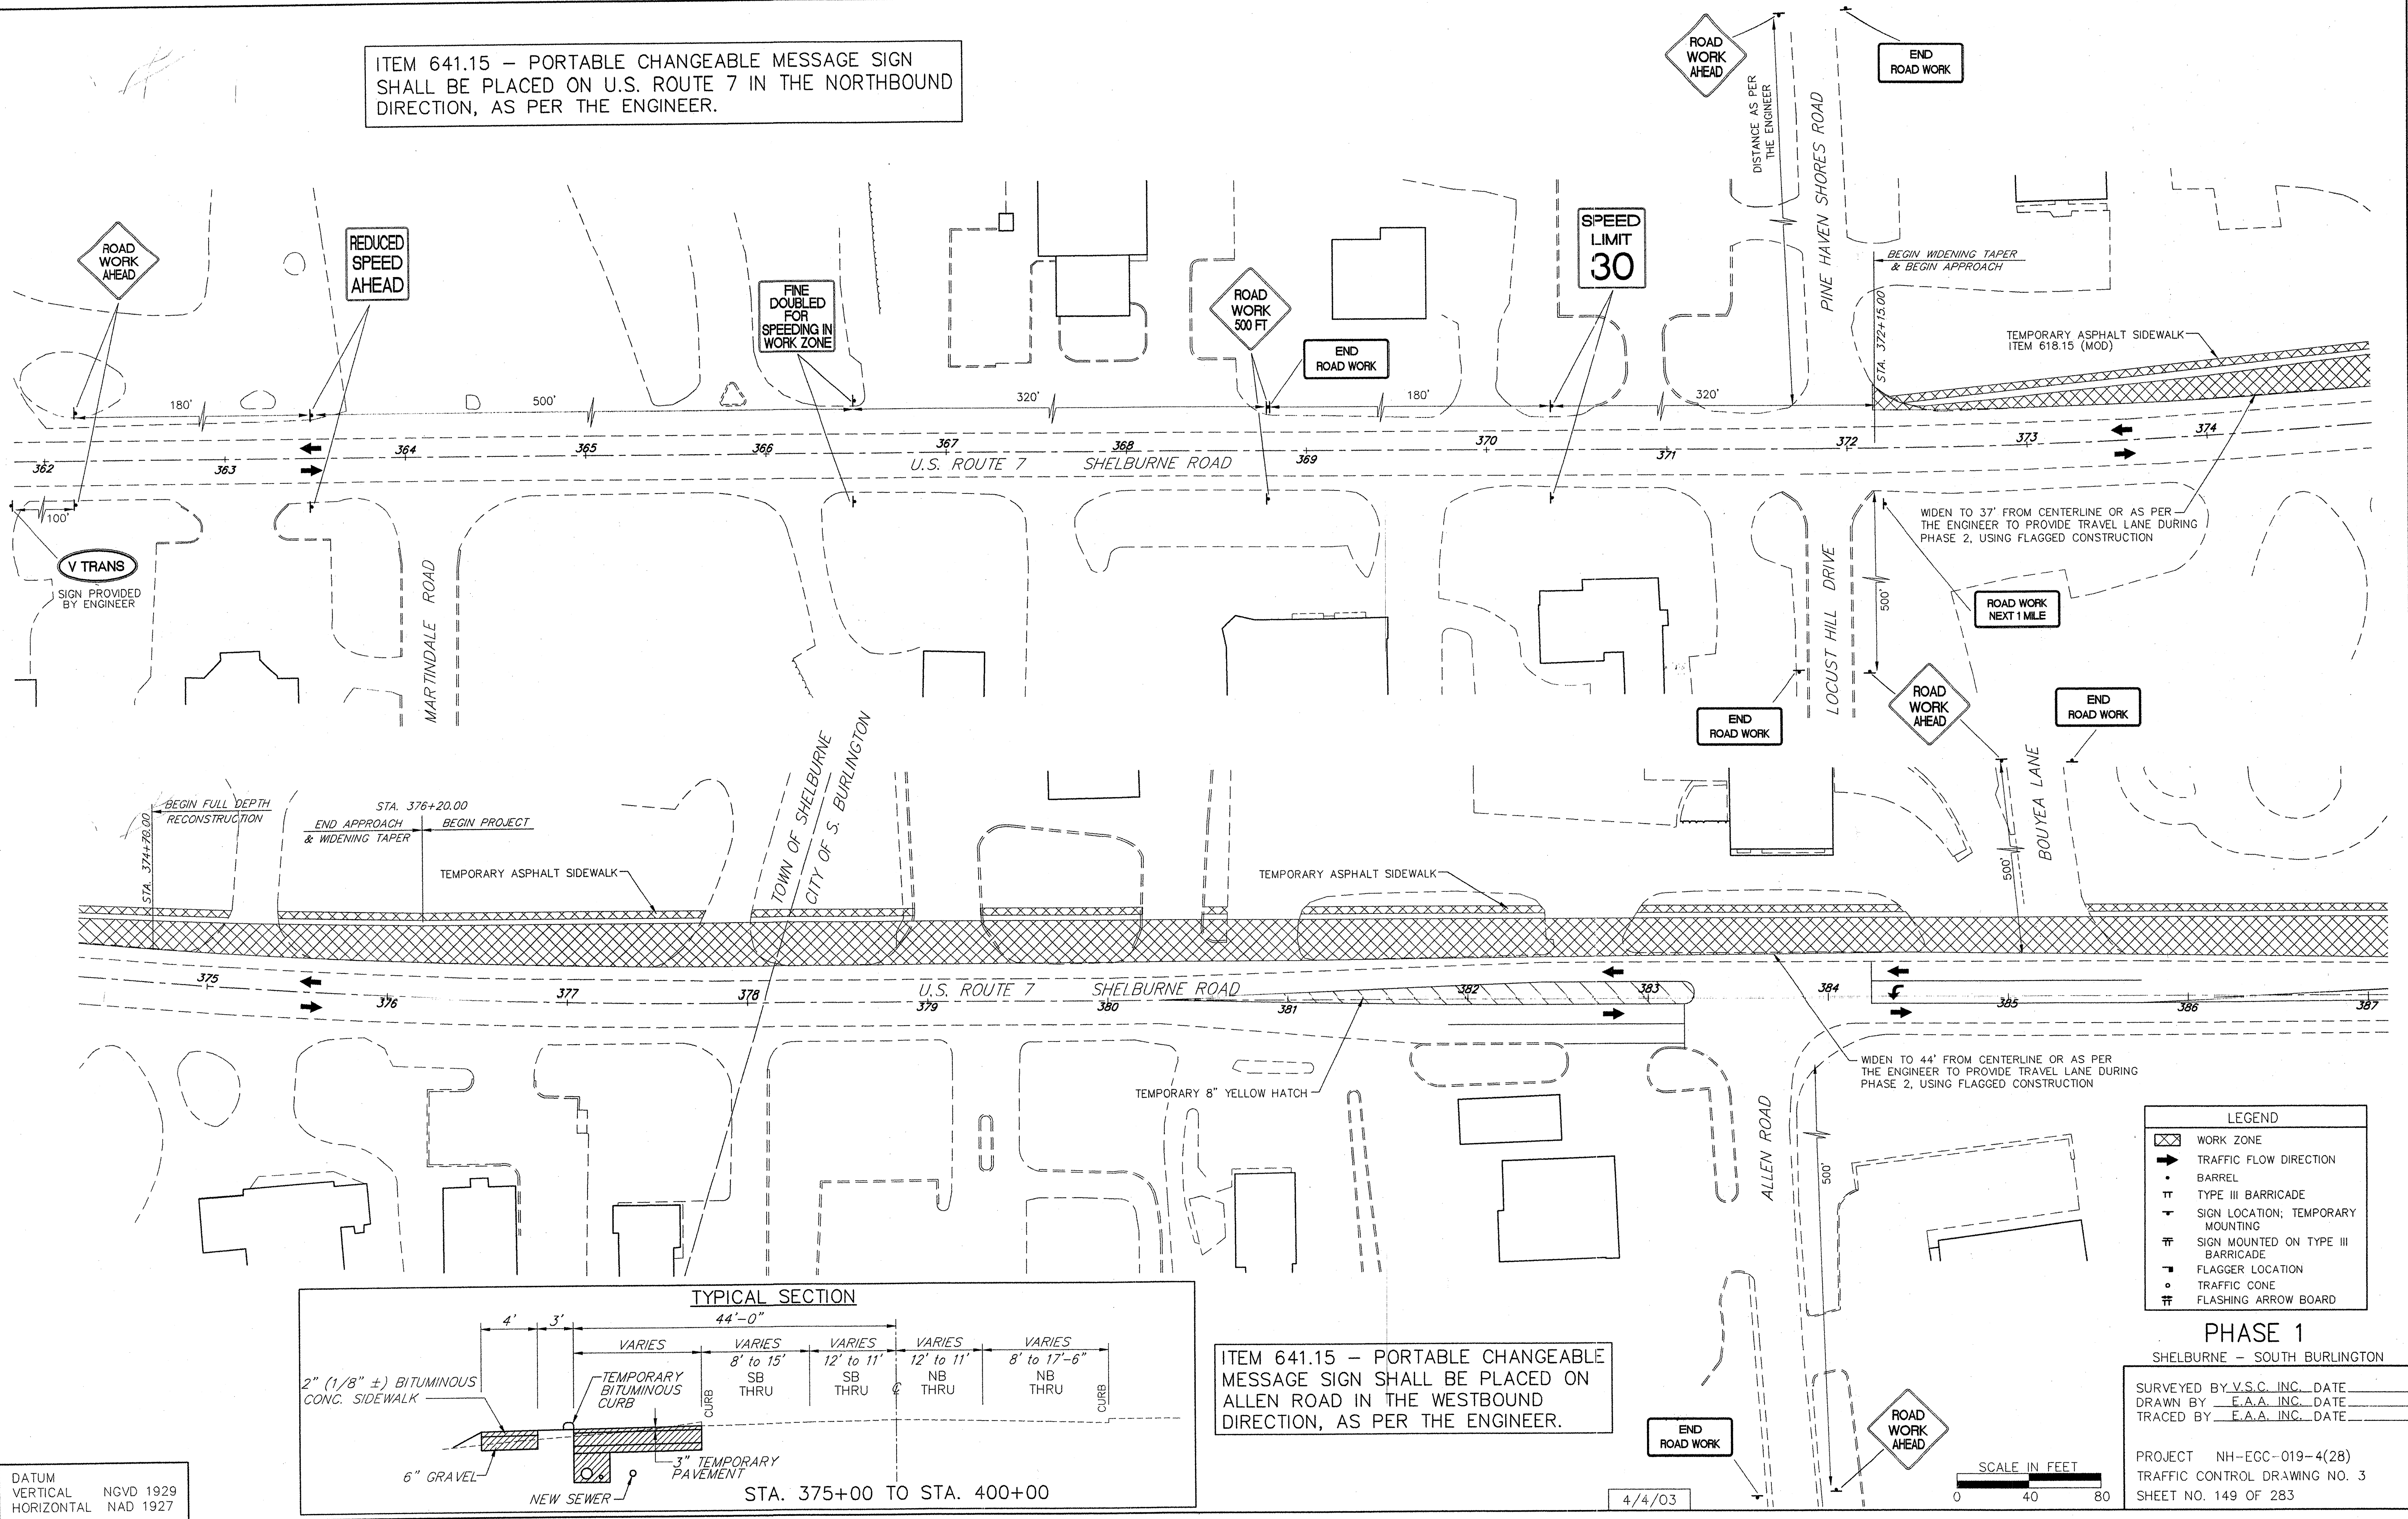 ITEM 641.15 – PORTABLE CHANGEABLE MESSAGE SIGN
SHALL BE PLACED ON U.S. ROUTE 7 IN THE NORTHBOUND
DIRECTION, AS PER THE ENGINEER.
ROAD
WORK
AHEAD
END
ROAD WORK
DISTANCE AS PER
THE ENGINEER
PINE HAVEN SHORES ROAD
ROAD
WORK
AHEAD
REDUCED
SPEED
AHEAD
FINE
DOUBLED
FOR
SPEEDING IN
WORK ZONE
ROAD
WORK
500 FT
END
ROAD WORK
SPEED
LIMIT
30
BEGIN WIDENING TAPER
& BEGIN APPROACH
STA. 372+15.00
TEMPORARY ASPHALT SIDEWALK
ITEM 618.15 (MOD)
180'
500'
320'
180'
320'
362
363
364
365
366
367
368
369
370
371
372
373
374
U.S. ROUTE 7 SHELBURNE ROAD
100'
V TRANS
SIGN PROVIDED
BY ENGINEER
MARTINDALE ROAD
LOCUST HILL DRIVE
500'
WIDEN TO 37' FROM CENTERLINE OR AS PER
THE ENGINEER TO PROVIDE TRAVEL LANE DURING
PHASE 2, USING FLAGGED CONSTRUCTION
ROAD WORK
NEXT 1 MILE
END
ROAD WORK
ROAD
WORK
AHEAD
END
ROAD WORK
BOUYEA LANE
500'
TOWN OF SHELBURNE
CITY OF S. BURLINGTON
BEGIN FULL DEPTH
RECONSTRUCTION
STA. 374+70.00
STA. 376+20.00
END APPROACH
& WIDENING TAPER
BEGIN PROJECT
TEMPORARY ASPHALT SIDEWALK
TEMPORARY ASPHALT SIDEWALK
375
376
377
378
379
380
381
382
383
384
385
386
387
U.S. ROUTE 7 SHELBURNE ROAD
TEMPORARY 8" YELLOW HATCH
ALLEN ROAD
500'
WIDEN TO 44' FROM CENTERLINE OR AS PER
THE ENGINEER TO PROVIDE TRAVEL LANE DURING
PHASE 2, USING FLAGGED CONSTRUCTION
LEGEND
WORK ZONE
TRAFFIC FLOW DIRECTION
BARREL
TYPE III BARRICADE
SIGN LOCATION; TEMPORARY
MOUNTING
SIGN MOUNTED ON TYPE III
BARRICADE
FLAGGER LOCATION
TRAFFIC CONE
FLASHING ARROW BOARD
TYPICAL SECTION
4'
3'
44'-0"
VARIES
VARIES
8' to 15'
SB
THRU
VARIES
12' to 11'
SB
THRU
℄
VARIES
12' to 11'
NB
THRU
VARIES
8' to 17'-6"
NB
THRU
CURB
CURB
2" (1/8" ±) BITUMINOUS
CONC. SIDEWALK
TEMPORARY
BITUMINOUS
CURB
6" GRAVEL
3" TEMPORARY
PAVEMENT
NEW SEWER
STA. 375+00 TO STA. 400+00
ITEM 641.15 – PORTABLE CHANGEABLE
MESSAGE SIGN SHALL BE PLACED ON
ALLEN ROAD IN THE WESTBOUND
DIRECTION, AS PER THE ENGINEER.
END
ROAD WORK
ROAD
WORK
AHEAD
4/4/03
SCALE IN FEET
0 40 80
DATUM
VERTICAL NGVD 1929
HORIZONTAL NAD 1927
PHASE 1
SHELBURNE – SOUTH BURLINGTON
SURVEYED BY V.S.C. INC. DATE
DRAWN BY E.A.A. INC. DATE
TRACED BY E.A.A. INC. DATE
PROJECT NH-EGC-019-4(28)
TRAFFIC CONTROL DRAWING NO. 3
SHEET NO. 149 OF 283